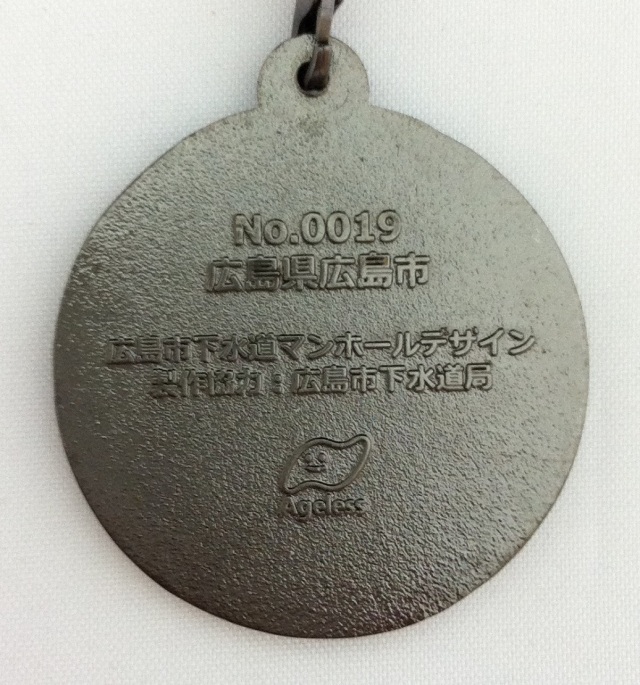 No.0019
広島県広島市
広島市下水道マンホールデザイン
製作協力：広島市下水道局
Ageless